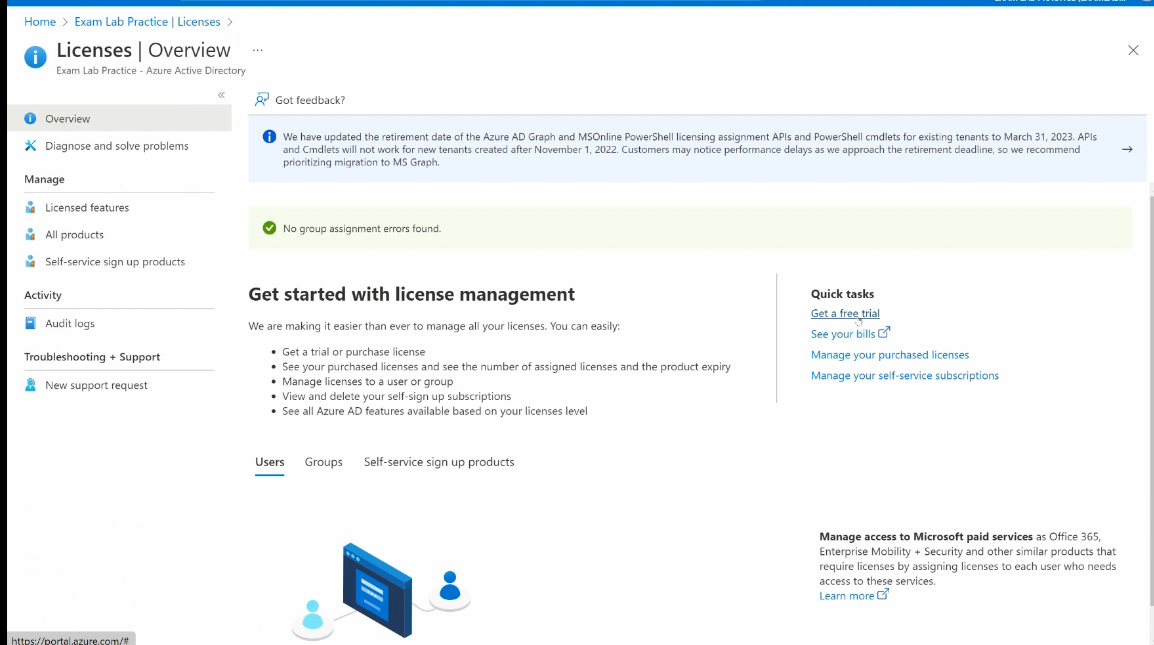 Home > Exam Lab Practice | Licenses >
Licenses | Overview ...
Exam Lab Practice - Azure Active Directory
«
Overview
Diagnose and solve problems
Manage
Licensed features
All products
Self-service sign up products
Activity
Audit logs
Troubleshooting + Support
New support request
Got feedback?
We have updated the retirement date of the Azure AD Graph and MSOnline PowerShell licensing assignment APIs and PowerShell cmdlets for existing tenants to March 31, 2023. APIs
and Cmdlets will not work for new tenants created after November 1, 2022. Customers may notice performance delays as we approach the retirement deadline, so we recommend
prioritizing migration to MS Graph.
No group assignment errors found.
Get started with license management
We are making it easier than ever to manage all your licenses. You can easily:
• Get a trial or purchase license
• See your purchased licenses and see the number of assigned licenses and the product expiry
• Manage licenses to a user or group
• View and delete your self-sign up subscriptions
• See all Azure AD features available based on your licenses level
Quick tasks
Get a free trial
See your bills
Manage your purchased licenses
Manage your self-service subscriptions
Users Groups Self-service sign up products
Manage access to Microsoft paid services as Office 365,
Enterprise Mobility + Security and other similar products that
require licenses by assigning licenses to each user who needs
access to these services.
Learn more
https://portal.azure.com/#